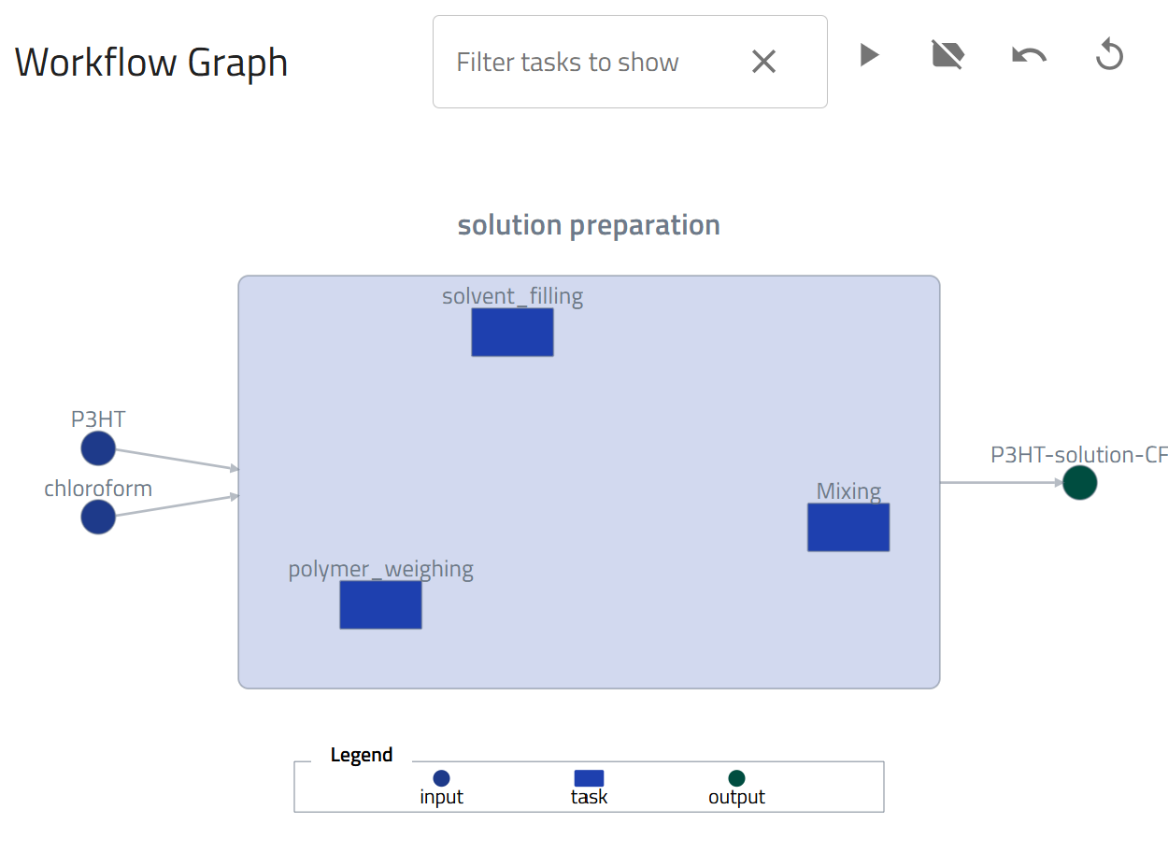 Workflow Graph
Filter tasks to show
solution preparation
solvent_filling
P3HT
P3HT-solution-CF
chloroform
Mixing
polymer_weighing
Legend
input
task
output